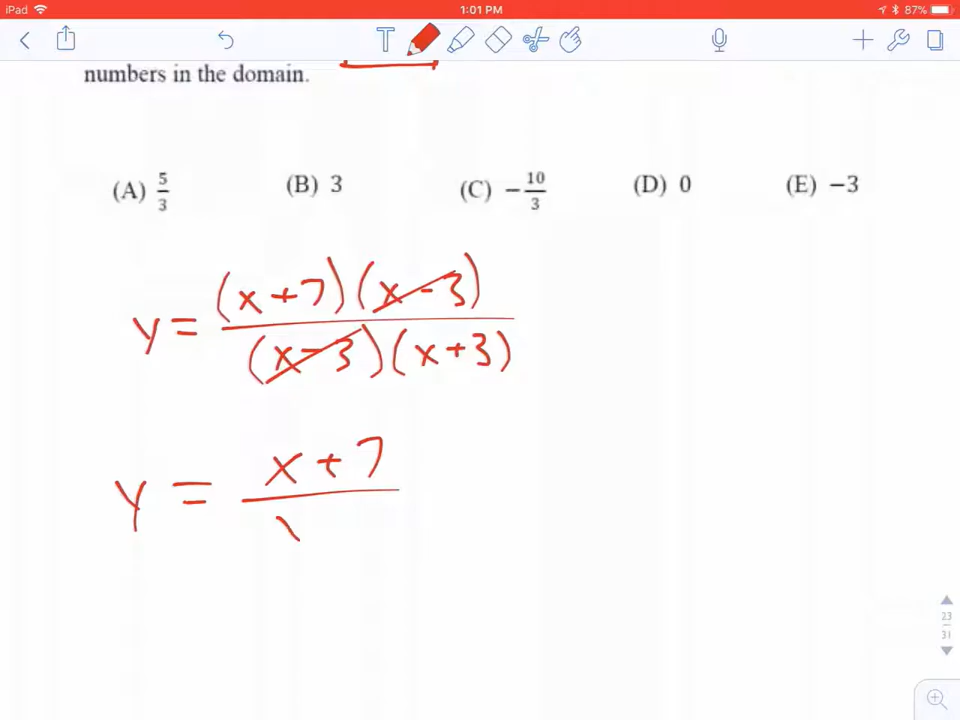 iPad 1:01 PM 87%
T
numbers in the domain.
(A) 5/3 (B) 3 (C) −10/3 (D) 0 (E) −3
y = (x+7)(x−3)
(x−3)(x+3)
y = x+7
23
31